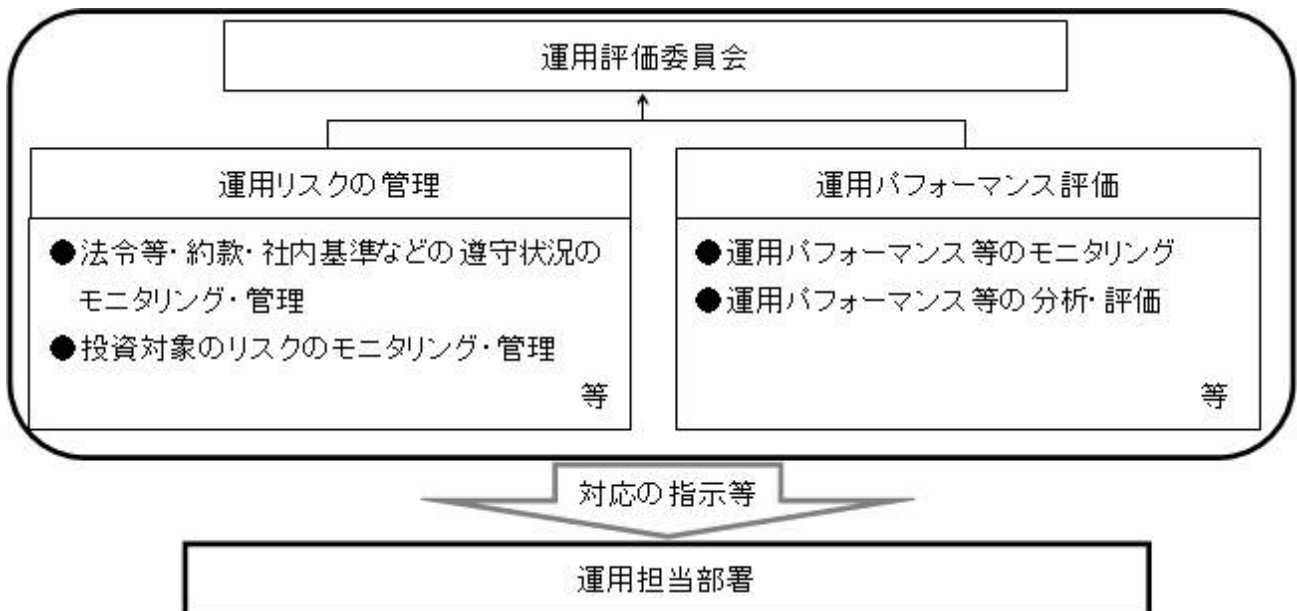 運用評価委員会
運用リスクの管理
●法令等・約款・社内基準などの遵守状況の
モニタリング・管理
●投資対象のリスクのモニタリング・管理
等
運用パフォーマンス評価
●運用パフォーマンス等のモニタリング
●運用パフォーマンス等の分析・評価
等
対応の指示等
運用担当部署